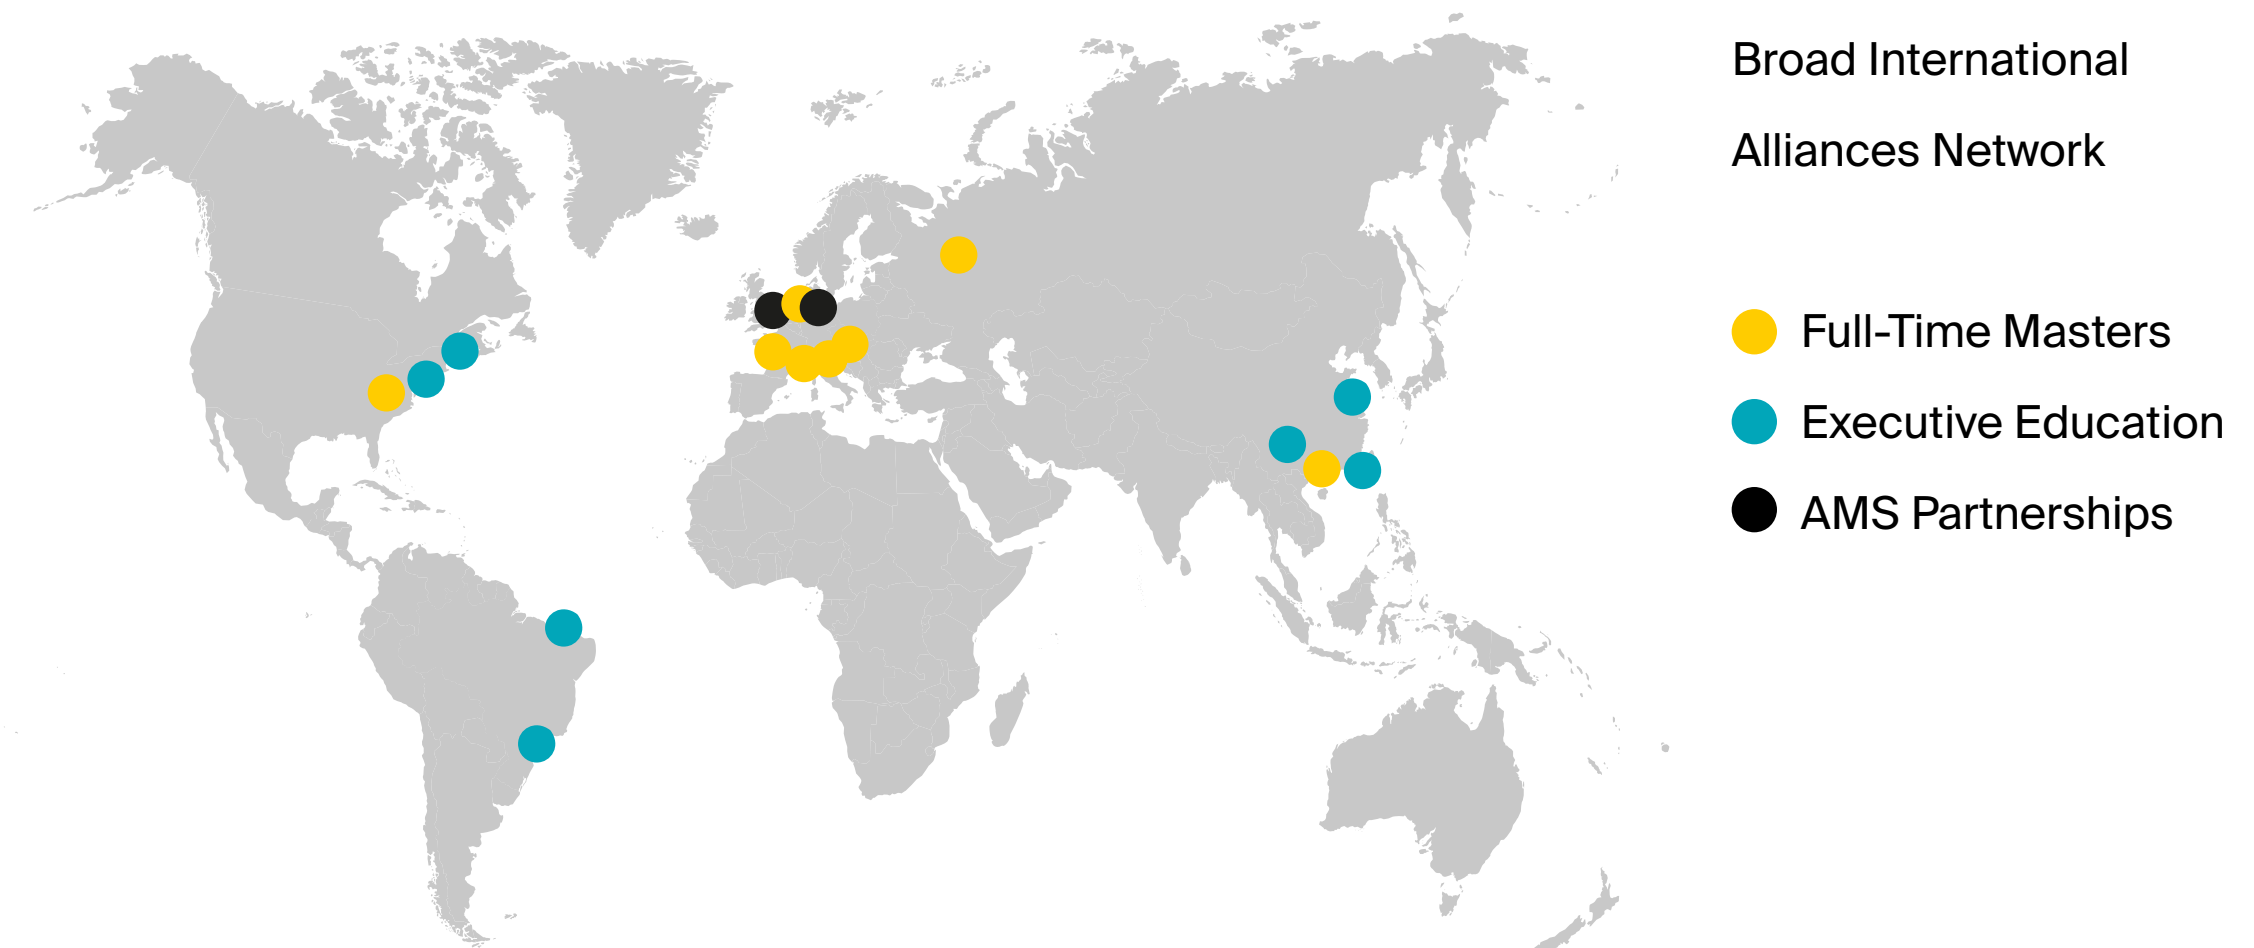 Broad International
Alliances Network
Full-Time Masters
Executive Education
AMS Partnerships